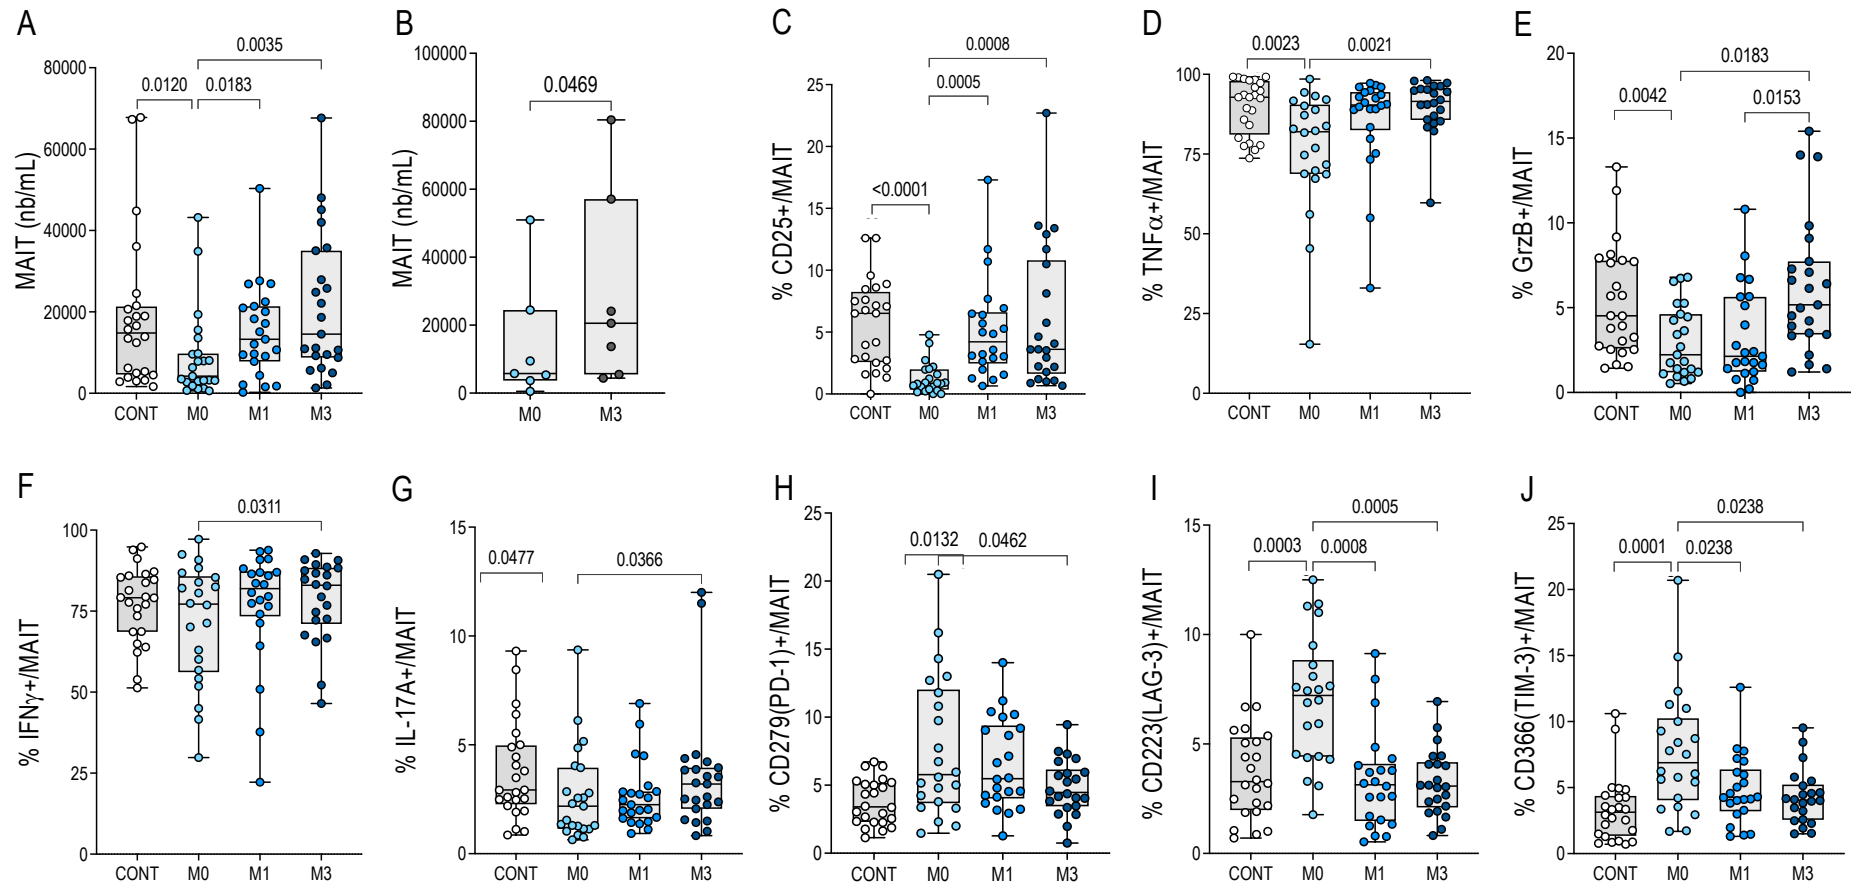 A
MAIT (nb/mL)
80000
60000
40000
20000
0
0.0035
0.0120
0.0183
CONT
M0
M1
M3
B
MAIT (nb/mL)
100000
80000
60000
40000
20000
0
0.0469
M0
M3
C
% CD25+/MAIT
25
20
15
10
5
0
0.0008
0.0005
<0.0001
CONT
M0
M1
M3
D
% TNFα+/MAIT
100
75
50
25
0
0.0023
0.0021
CONT
M0
M1
M3
E
% GrzB+/MAIT
20
15
10
5
0
0.0183
0.0042
0.0153
CONT
M0
M1
M3
F
% IFNγ+/MAIT
100
75
50
25
0
0.0311
CONT
M0
M1
M3
G
% IL-17A+/MAIT
15
10
5
0
0.0477
0.0366
CONT
M0
M1
M3
H
% CD279(PD-1)+/MAIT
25
20
15
10
5
0
0.0132
0.0462
CONT
M0
M1
M3
I
% CD223(LAG-3)+/MAIT
15
10
5
0
0.0005
0.0003
0.0008
CONT
M0
M1
M3
J
% CD366(TIM-3)+/MAIT
25
20
15
10
5
0
0.0238
0.0001
0.0238
CONT
M0
M1
M3